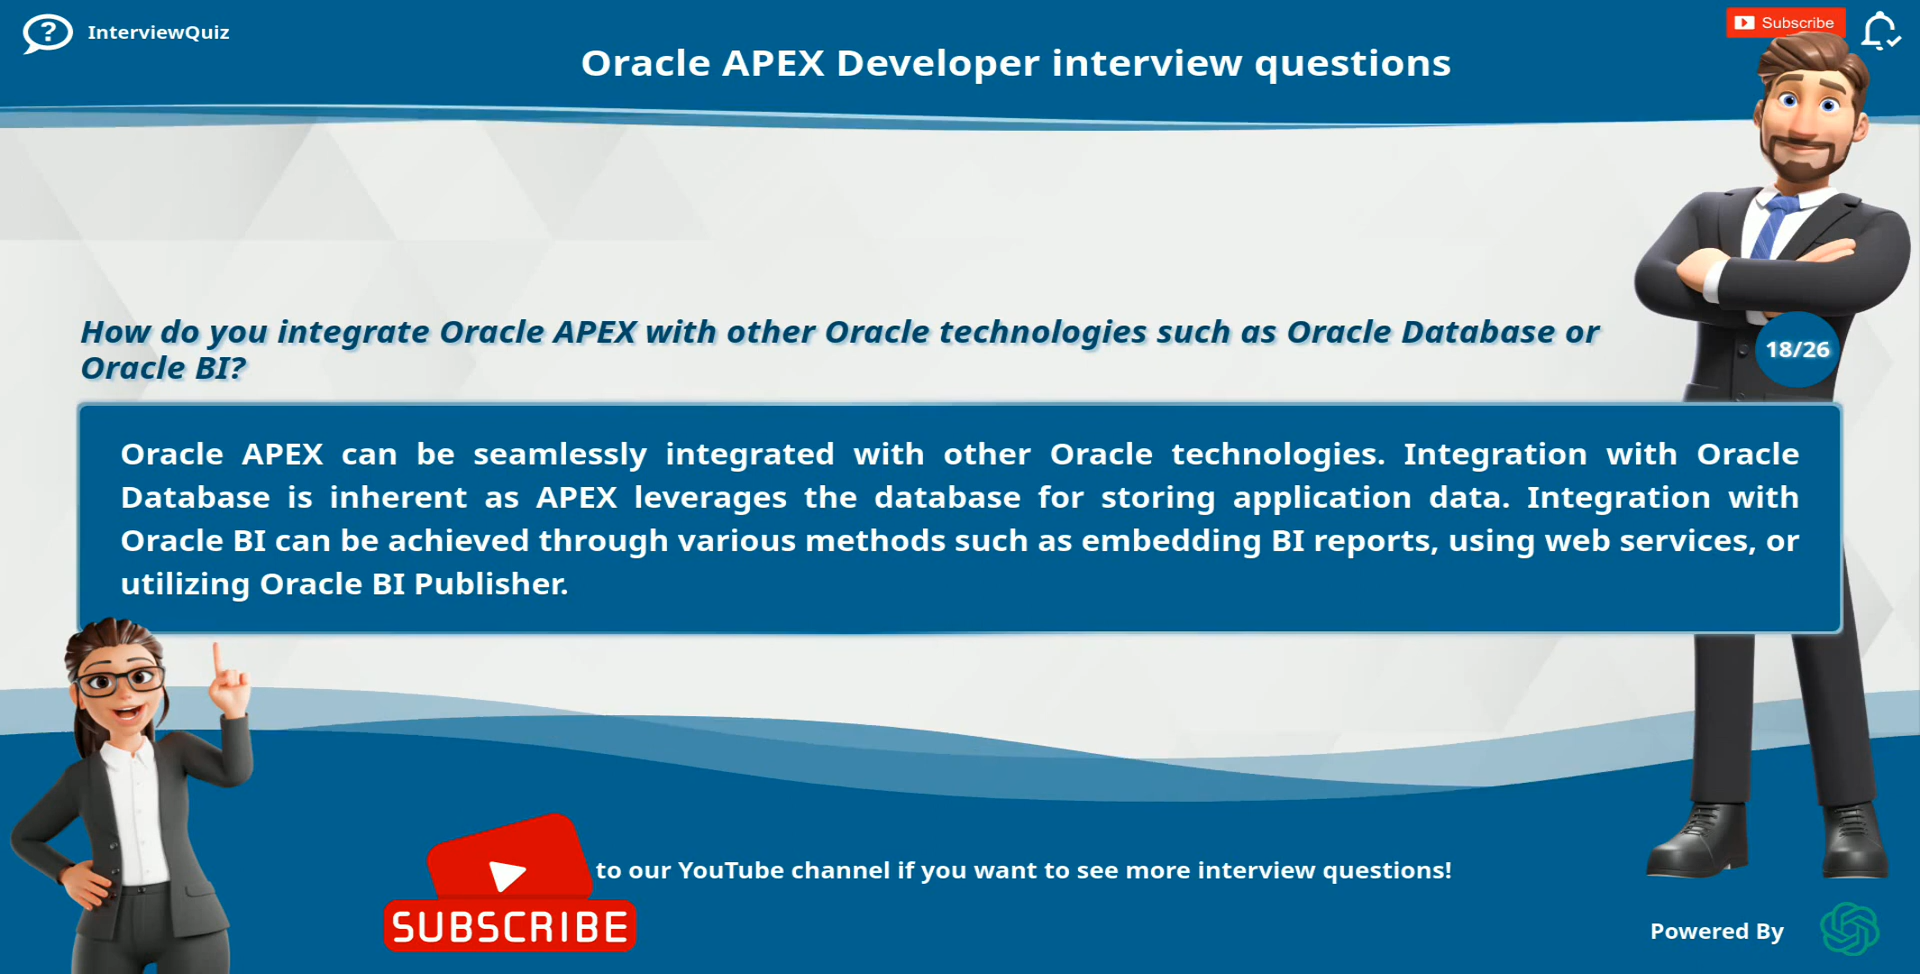 InterviewQuiz
Subscribe
Oracle APEX Developer interview questions
How do you integrate Oracle APEX with other Oracle technologies such as Oracle Database or
Oracle BI?
18/26
Oracle APEX can be seamlessly integrated with other Oracle technologies. Integration with Oracle
Database is inherent as APEX leverages the database for storing application data. Integration with
Oracle BI can be achieved through various methods such as embedding BI reports, using web services, or
utilizing Oracle BI Publisher.
to our YouTube channel if you want to see more interview questions!
SUBSCRIBE
Powered By